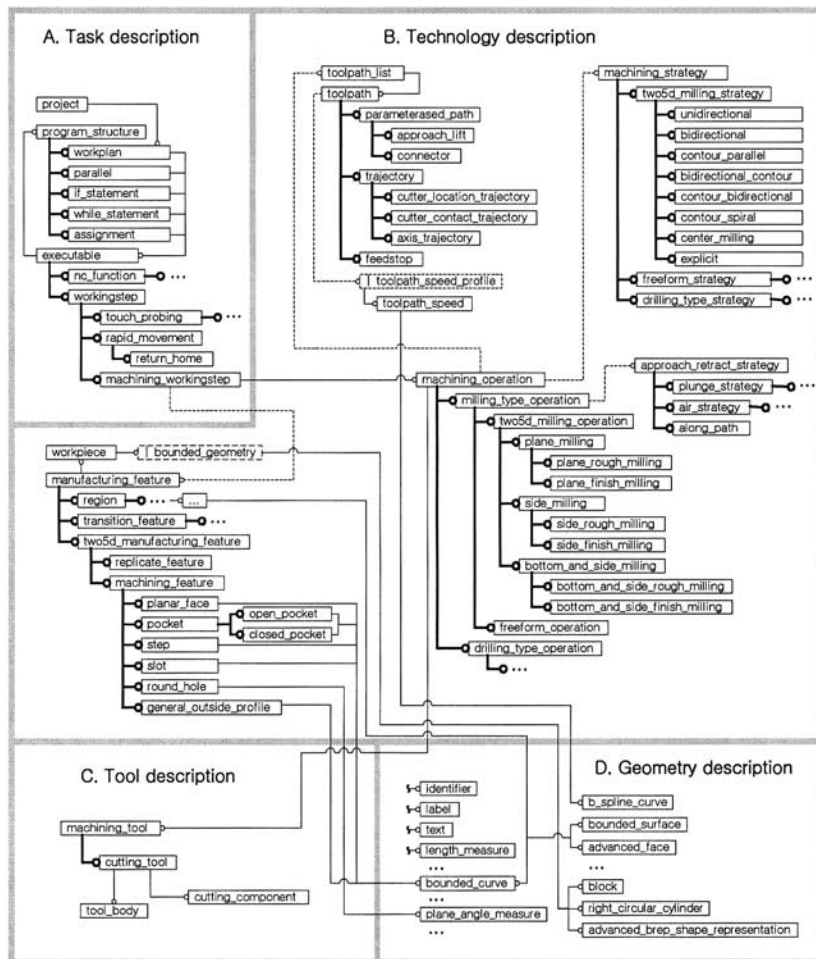 A. Task description
project
program_structure
workplan
parallel
if_statement
while_statement
assignment
executable
nc_function
...
workingstep
touch_probing
...
rapid_movement
return_home
machining_workingstep
B. Technology description
toolpath_list
toolpath
parameterased_path
approach_lift
connector
trajectory
cutter_location_trajectory
cutter_contact_trajectory
axis_trajectory
feedstop
toolpath_speed_profile
toolpath_speed
machining_strategy
two5d_milling_strategy
unidirectional
bidirectional
contour_parallel
bidirectional_contour
contour_bidirectional
contour_spiral
center_milling
explicit
freeform_strategy
...
drilling_type_strategy
...
machining_operation
milling_type_operation
two5d_milling_operation
plane_milling
plane_rough_milling
plane_finish_milling
side_milling
side_rough_milling
side_finish_milling
bottom_and_side_milling
bottom_and_side_rough_milling
bottom_and_side_finish_milling
freeform_operation
drilling_type_operation
...
approach_retract_strategy
plunge_strategy
...
air_strategy
...
along_path
workpiece
bounded_geometry
manufacturing_feature
region
...
...
transition_feature
...
two5d_manufacturing_feature
replicate_feature
machining_feature
planar_face
pocket
open_pocket
closed_pocket
step
slot
round_hole
general_outside_profile
C. Tool description
machining_tool
cutting_tool
cutting_component
tool_body
D. Geometry description
identifier
label
text
length_measure
...
bounded_curve
...
plane_angle_measure
...
b_spline_curve
bounded_surface
advanced_face
...
block
right_circular_cylinder
advanced_brep_shape_representation